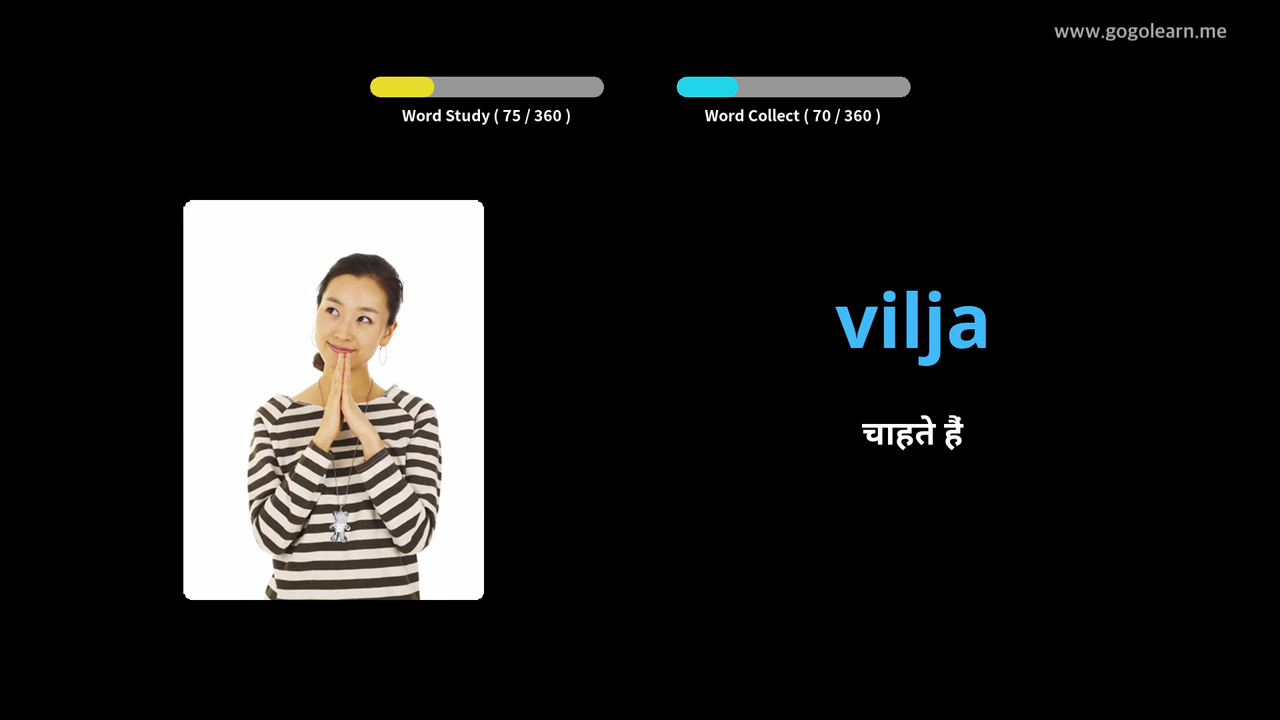 www.gogolearn.me
Word Study ( 75 / 360 )
Word Collect ( 70 / 360 )
vilja
चाहते हैं